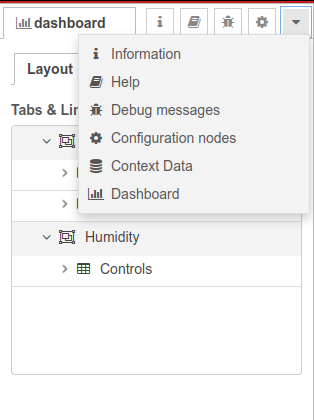 dashboard
Information
Layout
Help
Tabs & Lin
Debug messages
Configuration nodes
Context Data
Dashboard
Humidity
Controls